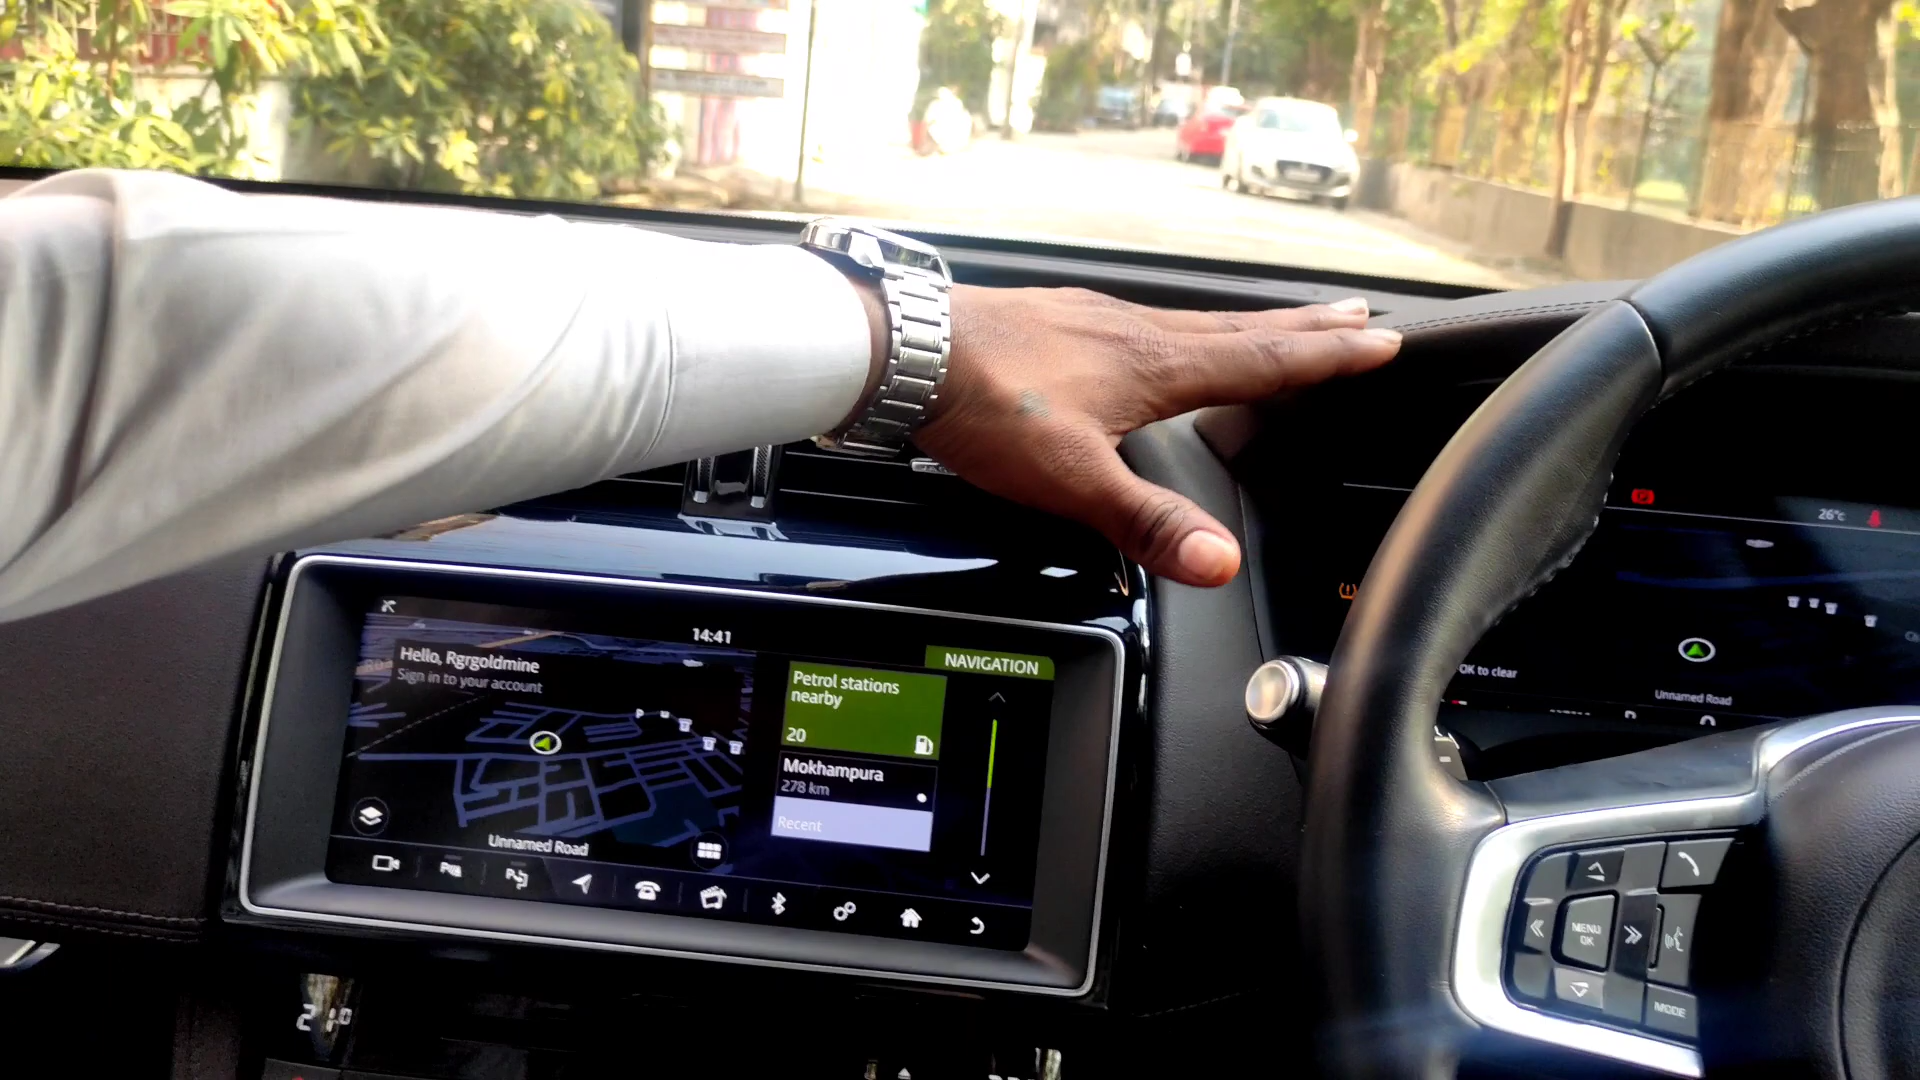 14:41
Hello, Rgrgoldmine
Sign in to your account
NAVIGATION
Petrol stations
nearby
20
Mokhampura
278 km
Recent
Unnamed Road
26°c
OK to clear
Unnamed Road
MENU
OK
MODE